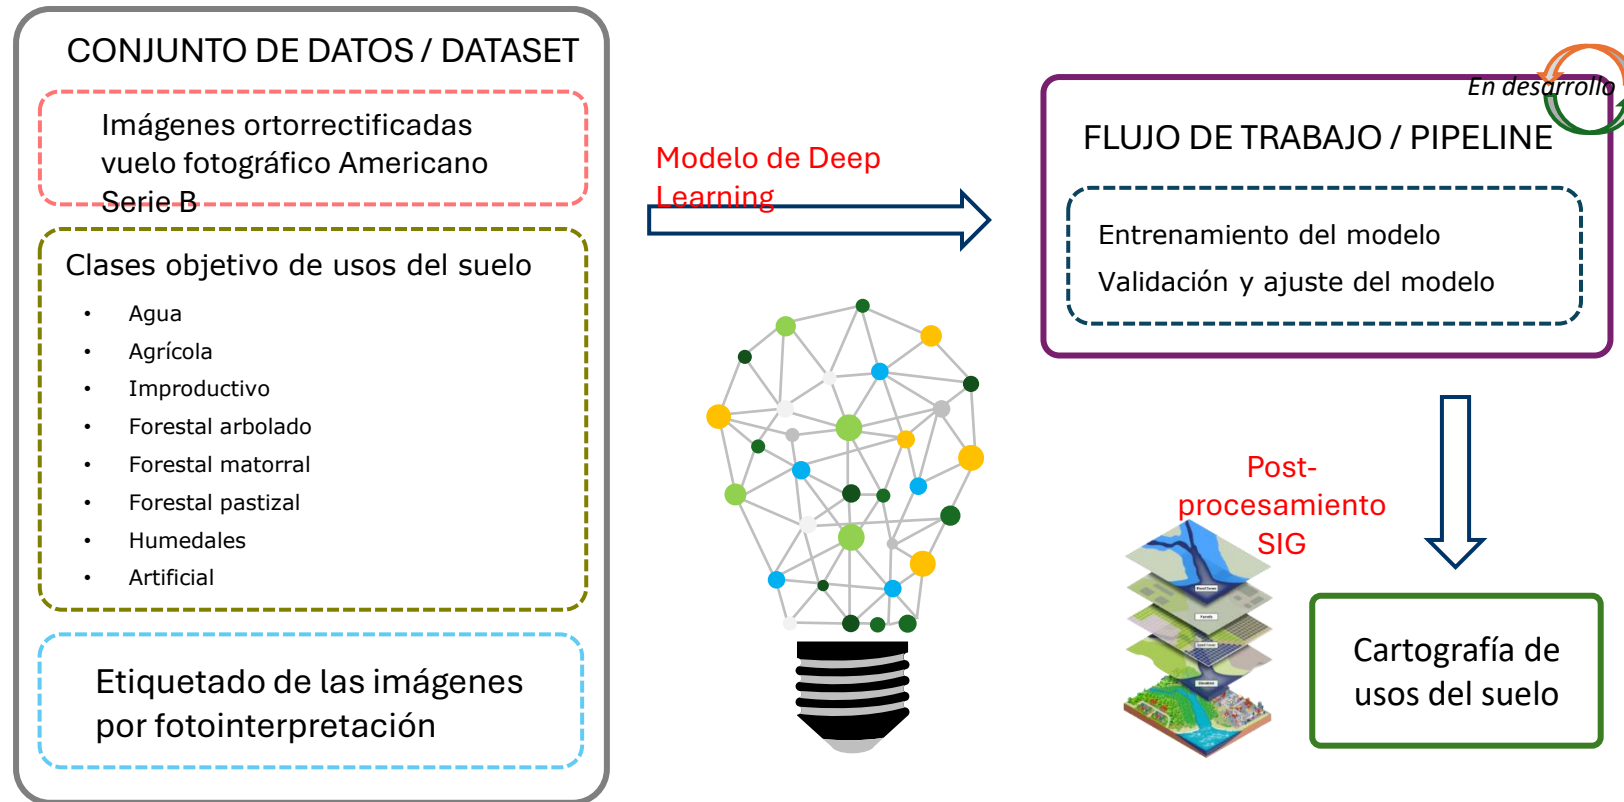 CONJUNTO DE DATOS / DATASET
Imágenes ortorrectificadas
vuelo fotográfico Americano
Serie B
Clases objetivo de usos del suelo
• Agua
• Agrícola
• Improductivo
• Forestal arbolado
• Forestal matorral
• Forestal pastizal
• Humedales
• Artificial
Etiquetado de las imágenes
por fotointerpretación
Modelo de Deep
Learning
En desarrollo
FLUJO DE TRABAJO / PIPELINE
Entrenamiento del modelo
Validación y ajuste del modelo
Post-
procesamiento
SIG
Cartografía de
usos del suelo